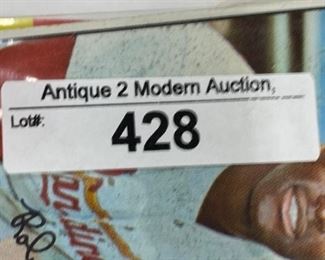 Antique 2 Modern Auction,
Lot#:
428